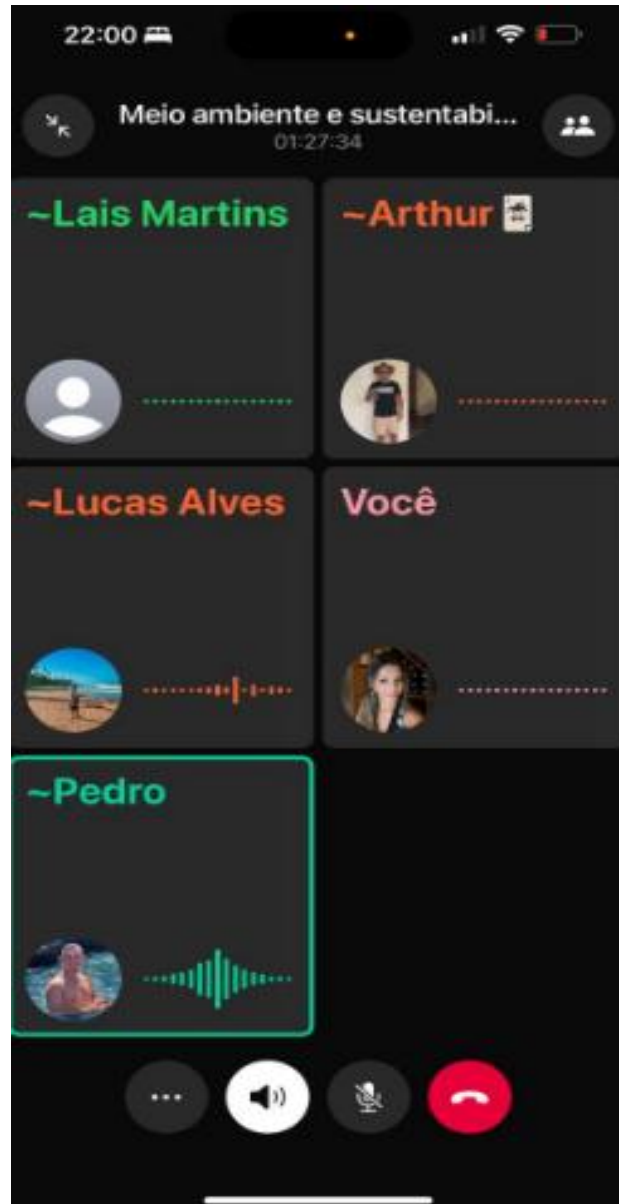 22:00
Meio ambiente e sustentabi...
01:27:34
~Lais Martins
~Arthur
~Lucas Alves
Você
~Pedro